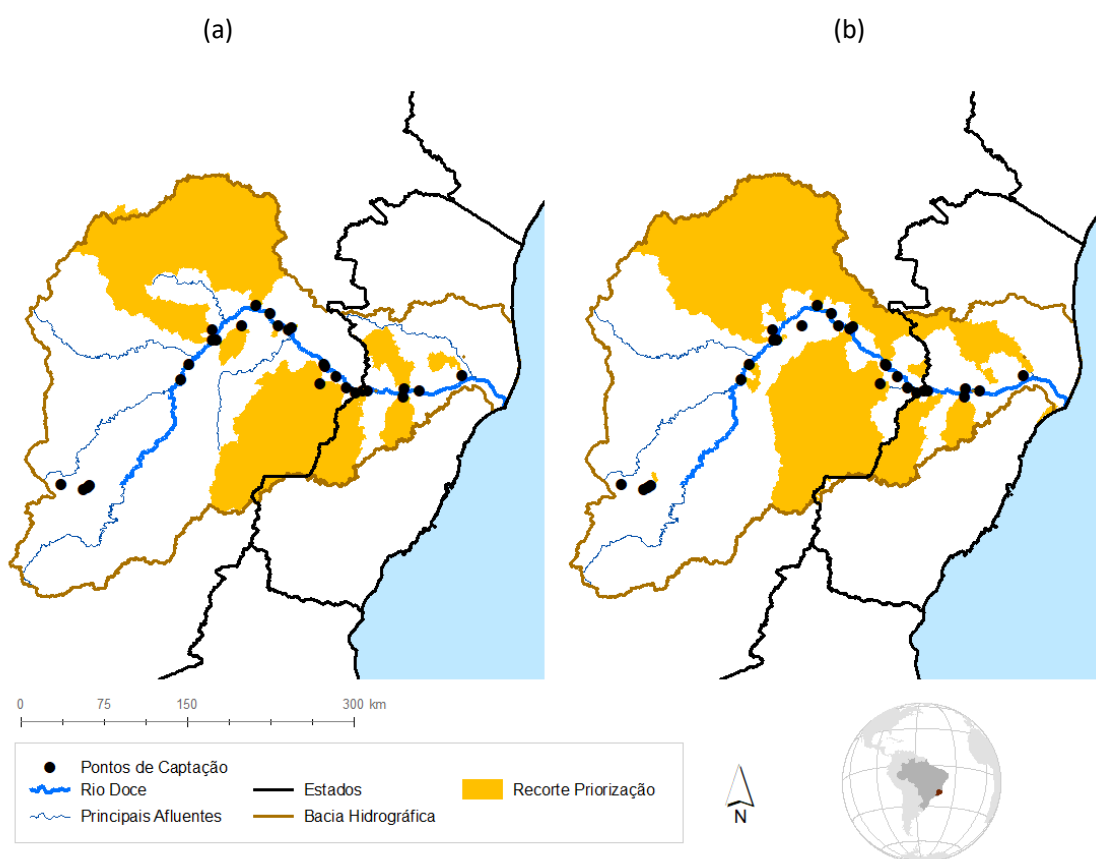 (a)
(b)
0 75 150 300 km
Pontos de Captação
Rio Doce
Principais Afluentes
Estados
Bacia Hidrográfica
Recorte Priorização
N